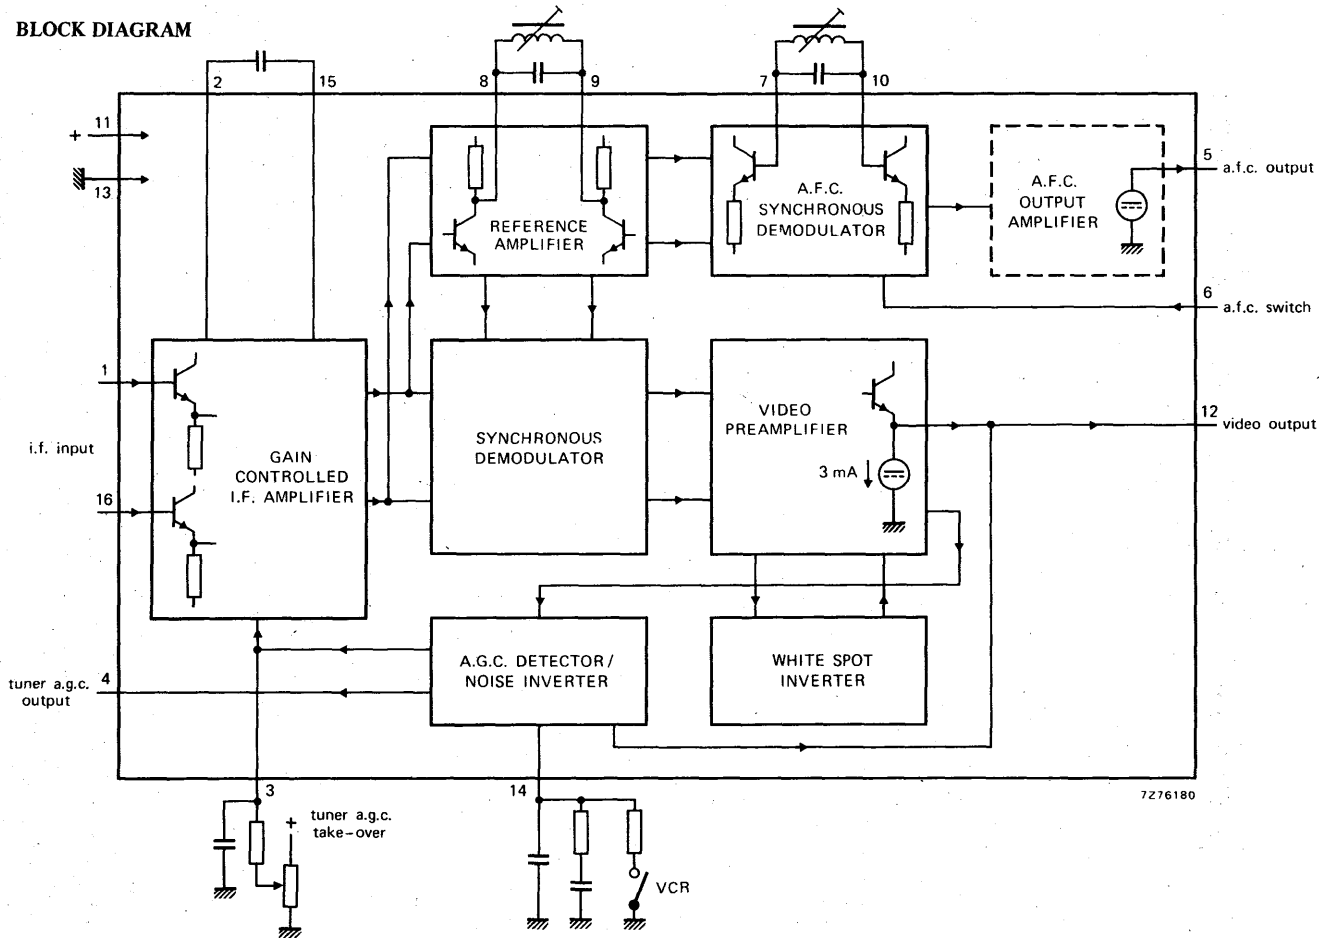 BLOCK DIAGRAM
2
15
8
9
7
10
+
11
13
REFERENCE
AMPLIFIER
A.F.C.
SYNCHRONOUS
DEMODULATOR
A.F.C.
OUTPUT
AMPLIFIER
5
a.f.c. output
6
a.f.c. switch
1
i.f. input
16
GAIN
CONTROLLED
I.F. AMPLIFIER
SYNCHRONOUS
DEMODULATOR
VIDEO
PREAMPLIFIER
3 mA
12
video output
A.G.C. DETECTOR/
NOISE INVERTER
WHITE SPOT
INVERTER
tuner a.g.c.
output
4
3
14
7Z76180
+
tuner a.g.c.
take-over
VCR